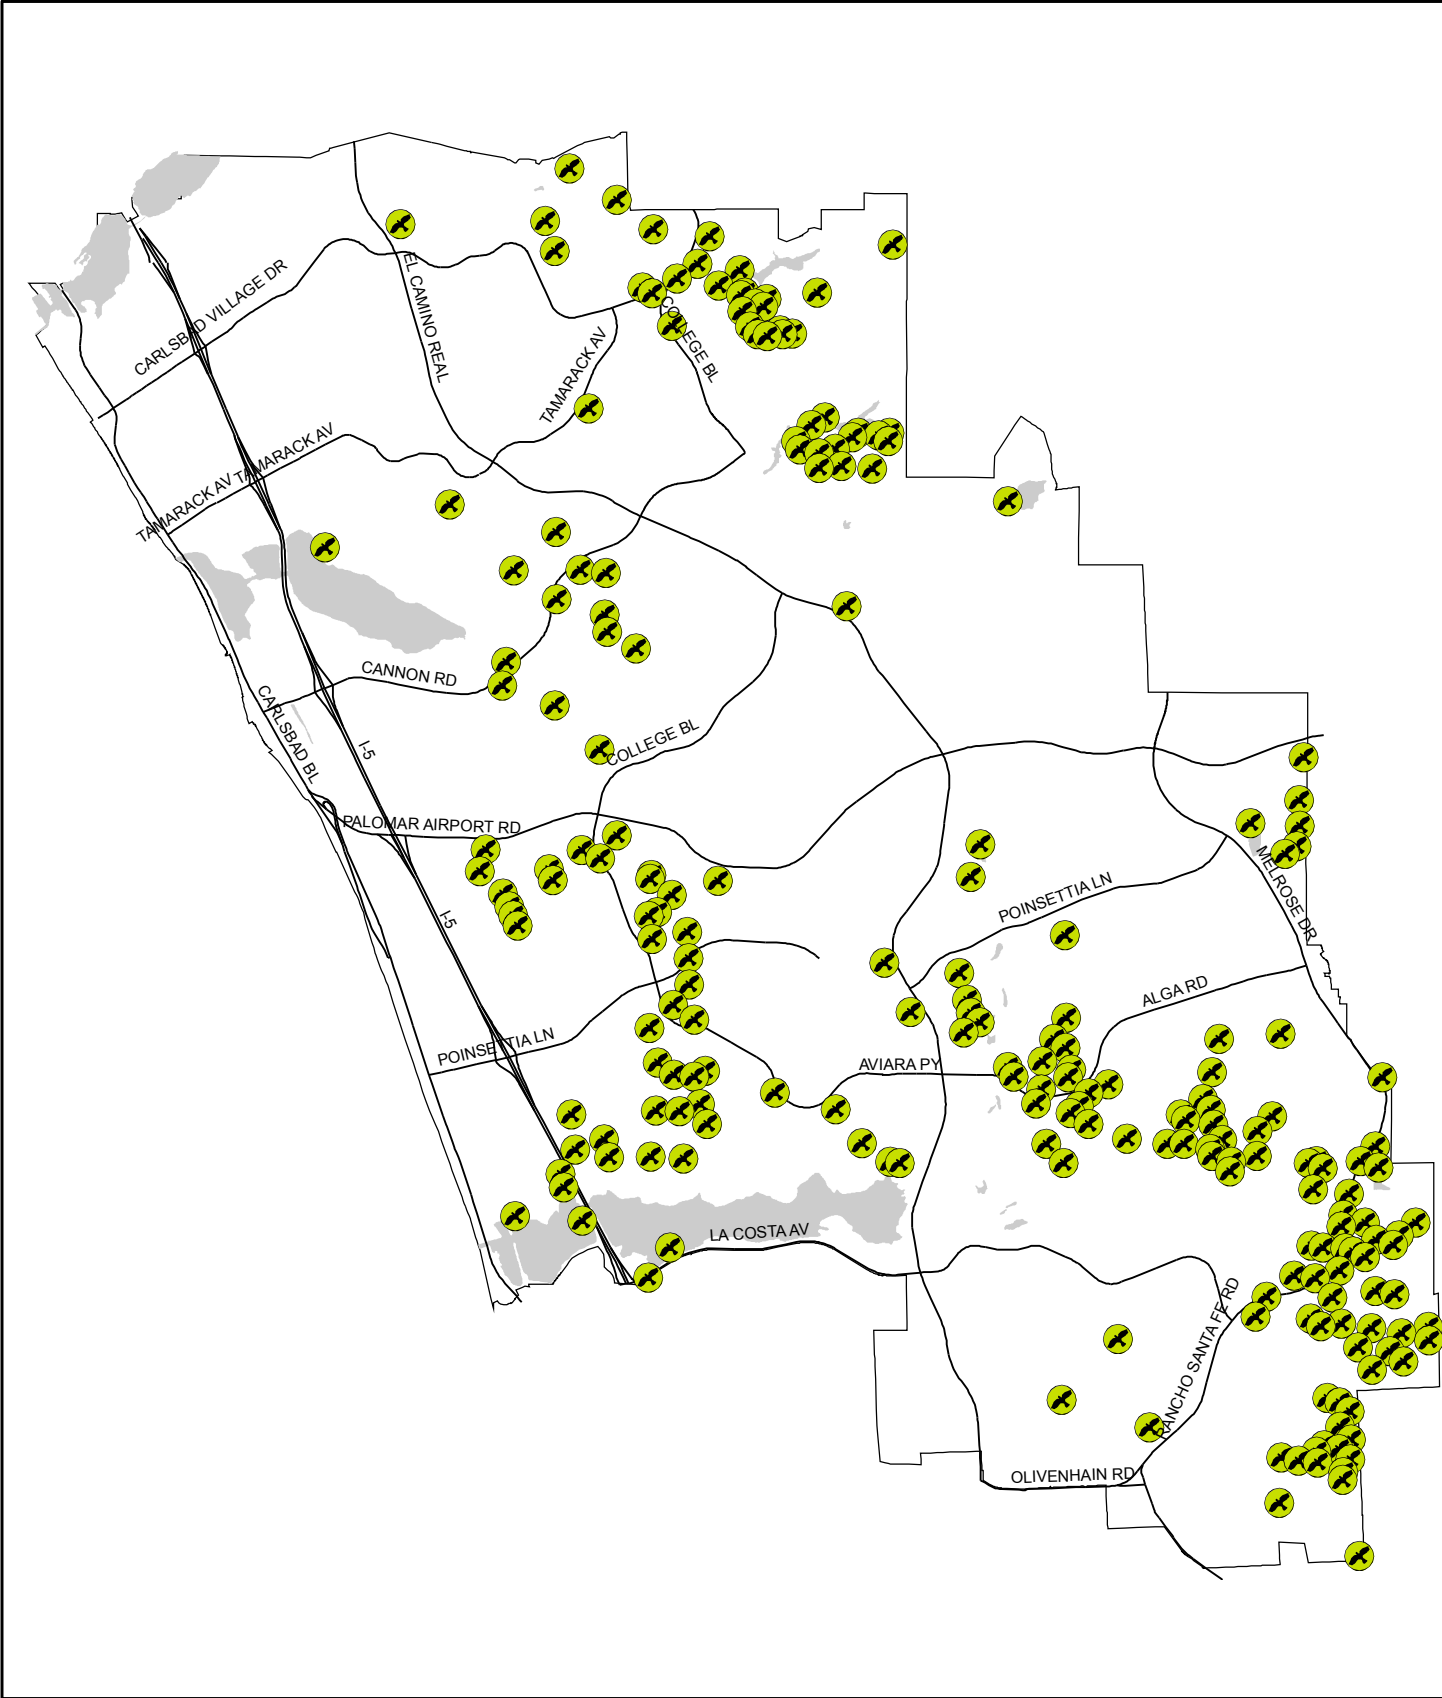 CARLSBAD VILLAGE DR
EL CAMINO REAL
COLLEGE BL
TAMARACK AV
TAMARACK AV
TAMARACK AV
CANNON RD
CARLSBAD BL
I-5
COLLEGE BL
PALOMAR AIRPORT RD
MELROSE DR
POINSETTIA LN
I-5
ALGA RD
POINSETTIA LN
AVIARA PY
LA COSTA AV
RANCHO SANTA FE RD
OLIVENHAIN RD